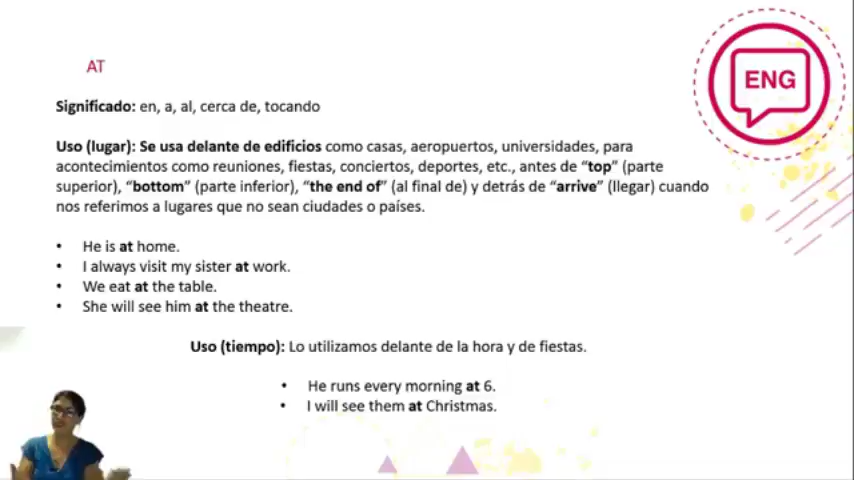 AT
ENG
Significado: en, a, al, cerca de, tocando
Uso (lugar): Se usa delante de edificios como casas, aeropuertos, universidades, para
acontecimientos como reuniones, fiestas, conciertos, deportes, etc., antes de “top” (parte
superior), “bottom” (parte inferior), “the end of” (al final de) y detrás de “arrive” (llegar) cuando
nos referimos a lugares que no sean ciudades o países.
• He is at home.
• I always visit my sister at work.
• We eat at the table.
• She will see him at the theatre.
Uso (tiempo): Lo utilizamos delante de la hora y de fiestas.
• He runs every morning at 6.
• I will see them at Christmas.